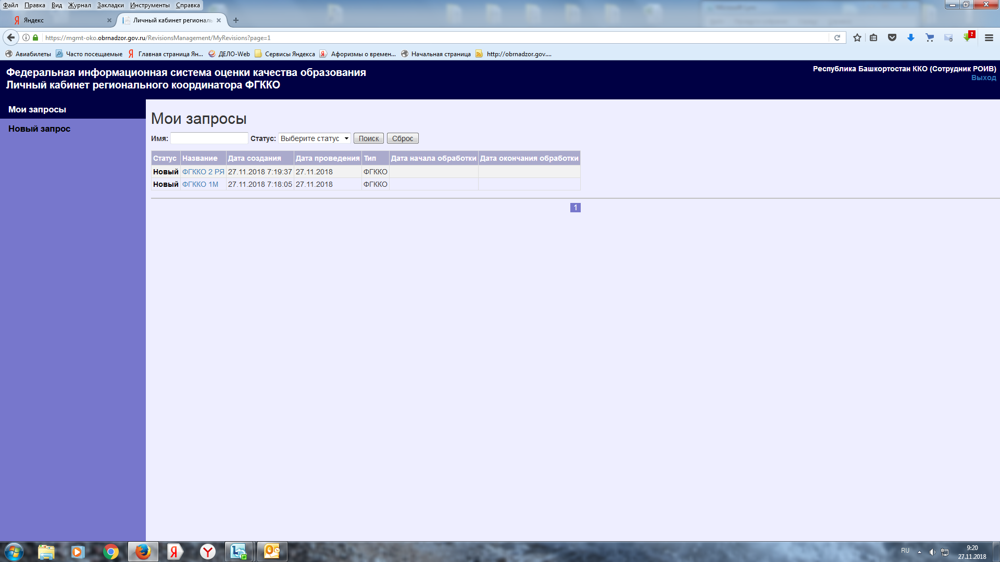 Файл Правка Вид Журнал Закладки Инструменты Справка
Яндекс
Личный кабинет региональ
https://mgmt-oko.obrnadzor.gov.ru/RevisionsManagement/MyRevisions?page=1
Авиабилеты Часто посещаемые Главная страница Ян... ДЕЛО-Web Сервисы Яндекса Афоризмы о времен... Начальная страница http://obrnadzor.gov....
Федеральная информационная система оценки качества образования
Личный кабинет регионального координатора ФГККО
Республика Башкортостан ККО (Сотрудник РОИВ)
Выход
Мои запросы
Новый запрос
Мои запросы
Имя: Статус: Выберите статус Поиск Сброс
Статус Название Дата создания Дата проведения Тип Дата начала обработки Дата окончания обработки
Новый ФГККО 2 РЯ 27.11.2018 7:19:37 27.11.2018 ФГККО
Новый ФГККО 1М 27.11.2018 7:18:05 27.11.2018 ФГККО
1
RU
9:20
27.11.2018